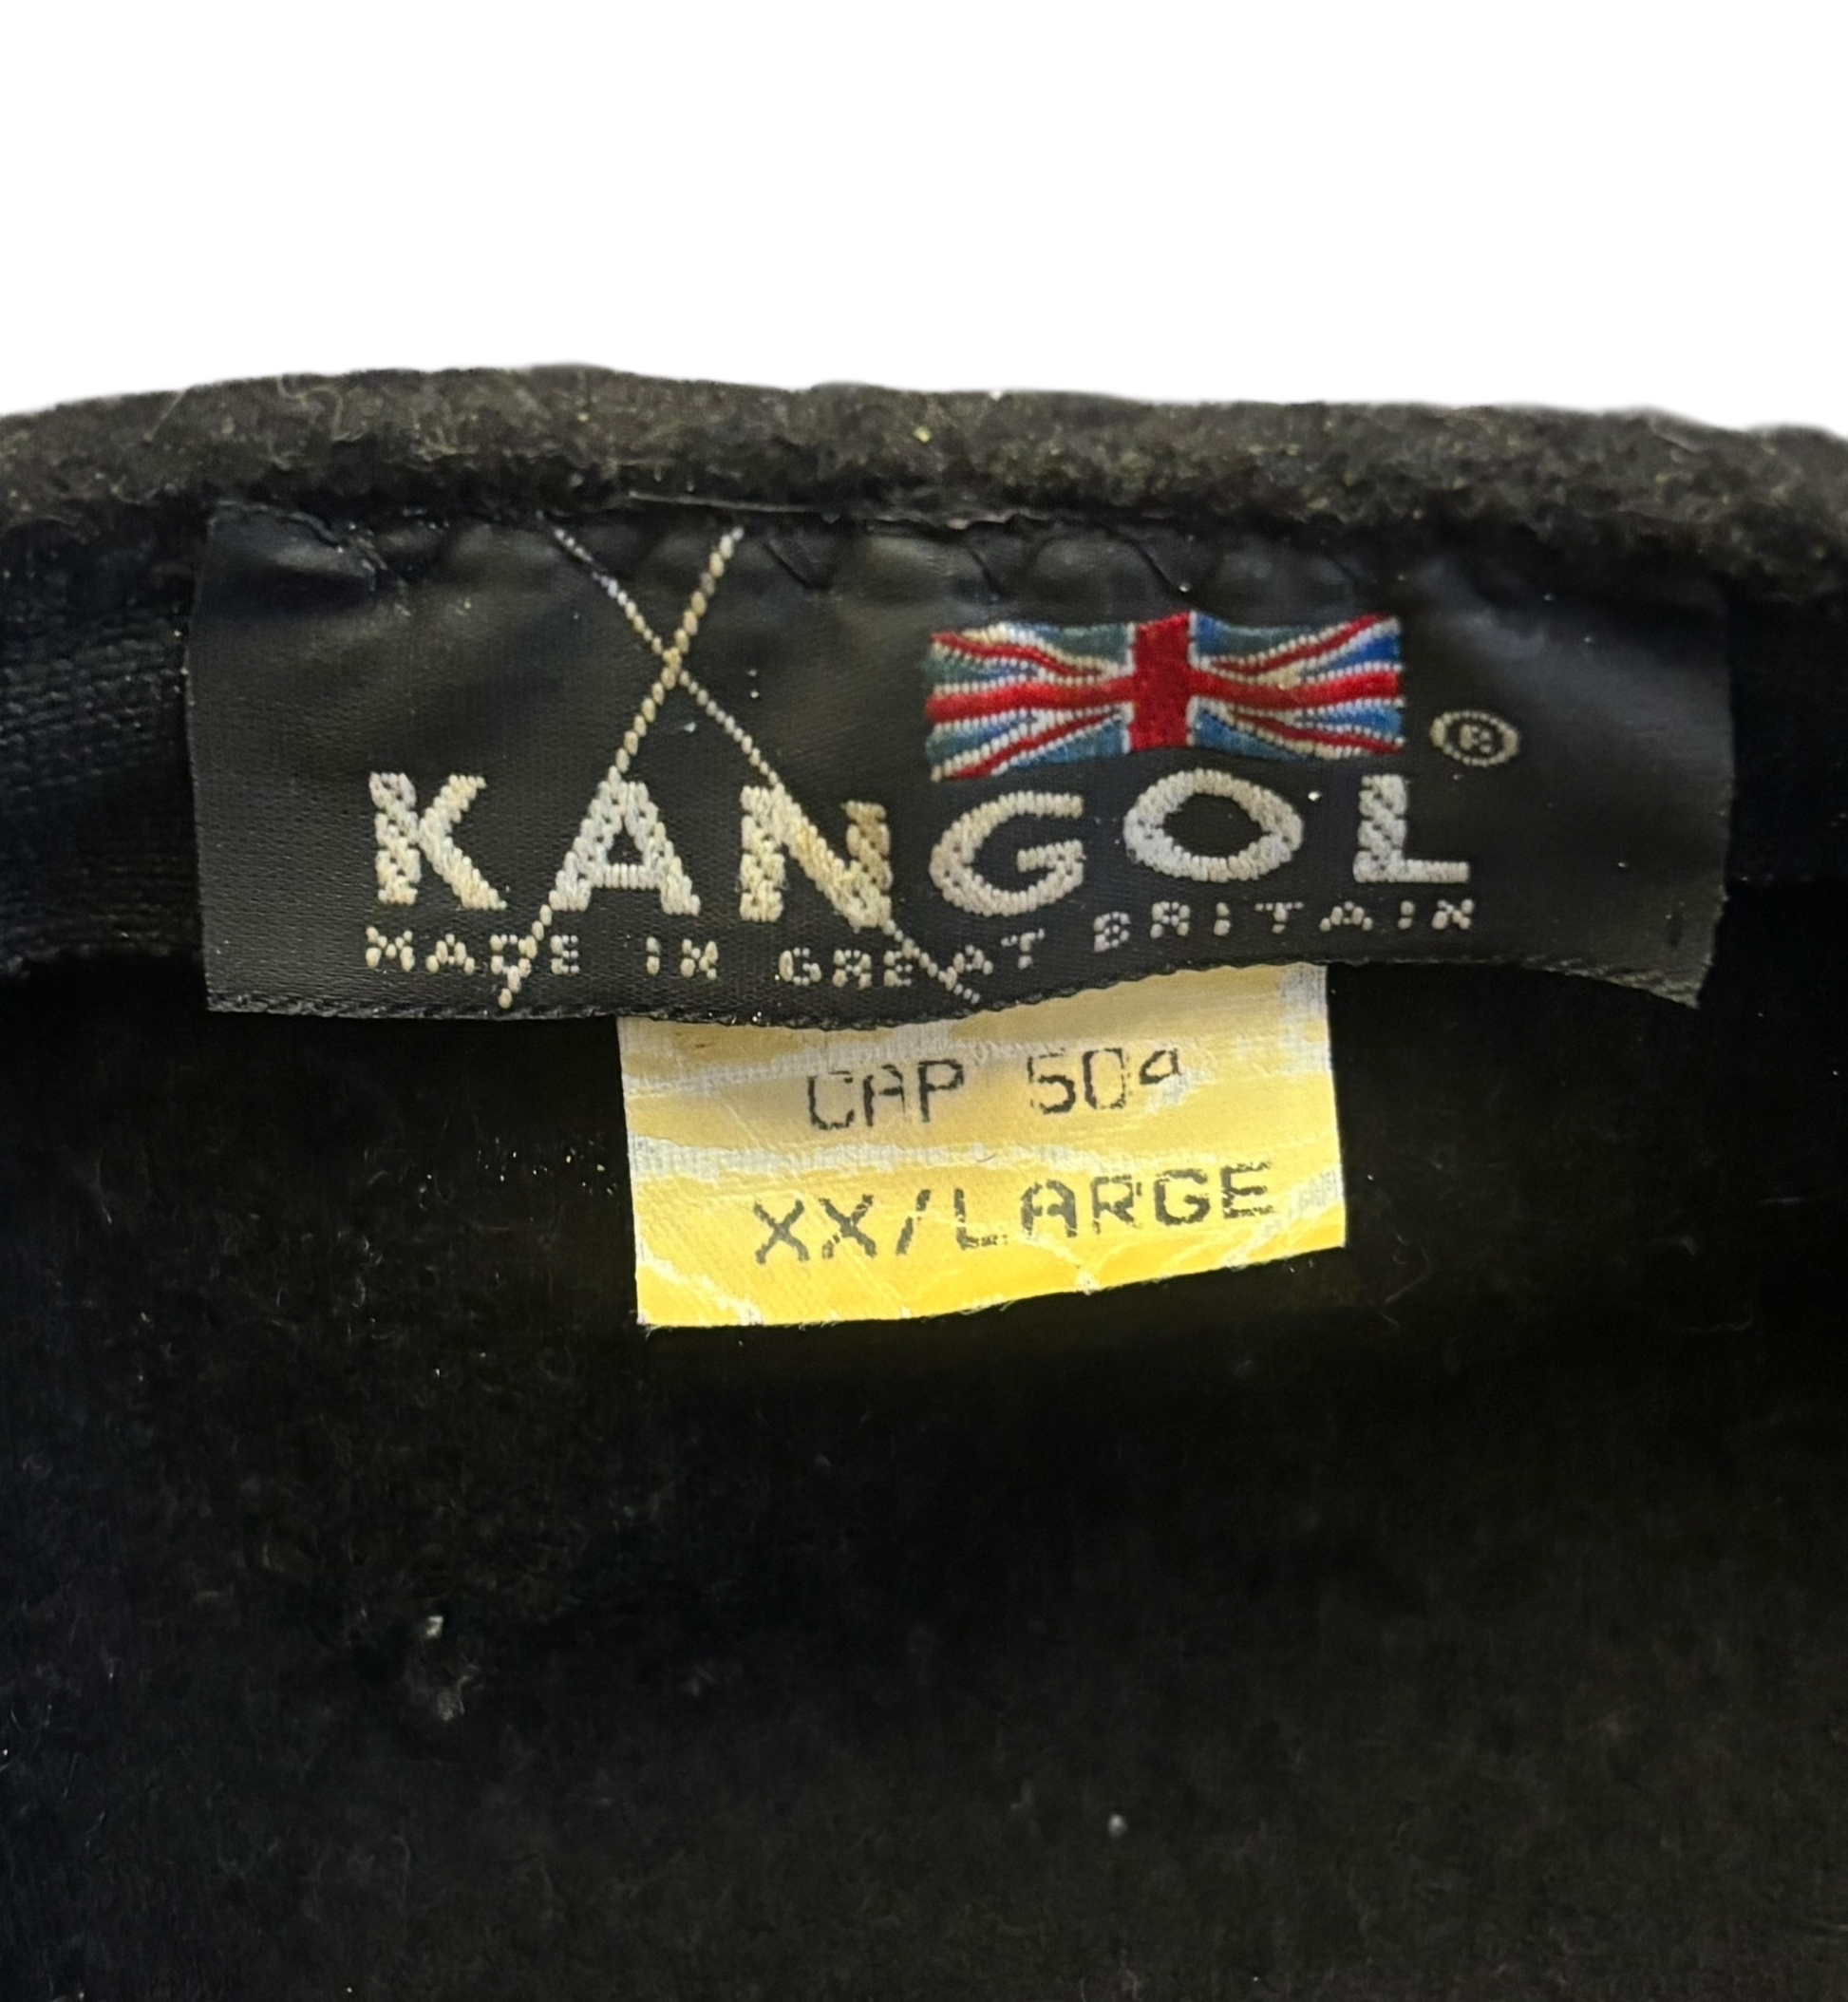 KANGOL ®
MADE IN GREAT BRITAIN
CAP 504
XX/LARGE